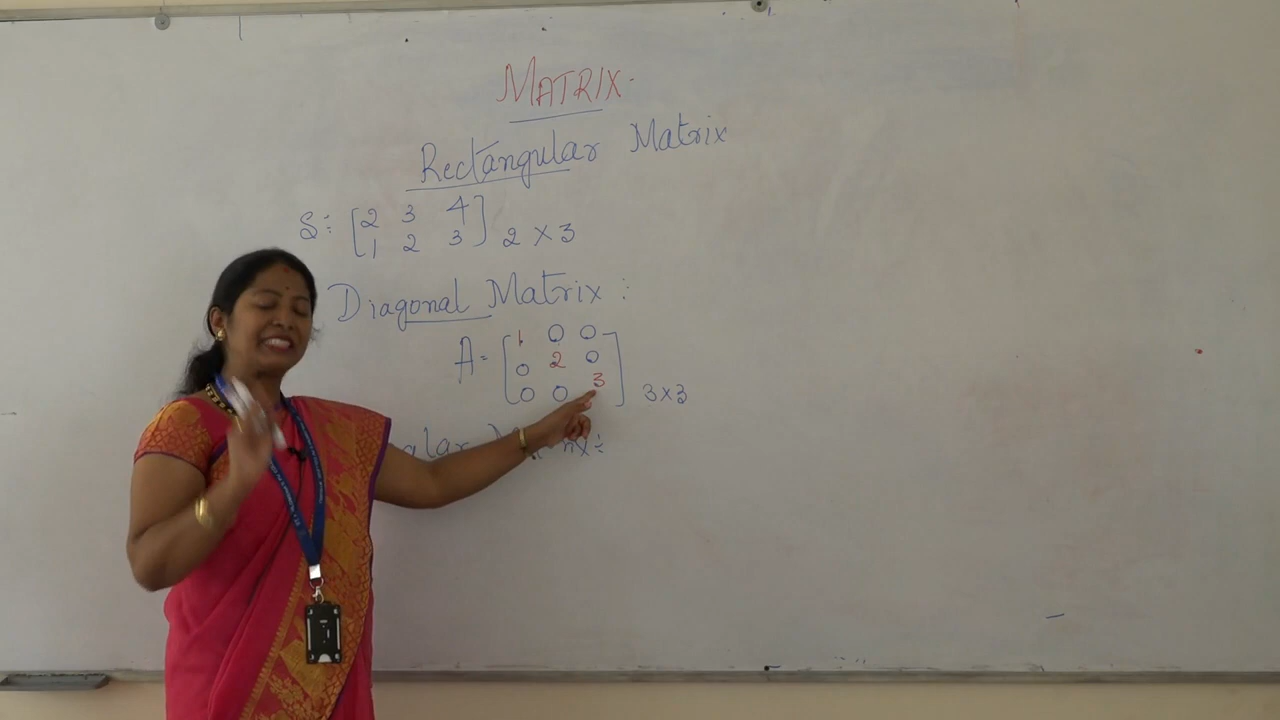 MATRIX
Rectangular Matrix
S: [2 3 4
1 2 3] 2 × 3
Diagonal Matrix :
A = [1 0 0
0 2 0
0 0 3] 3×3